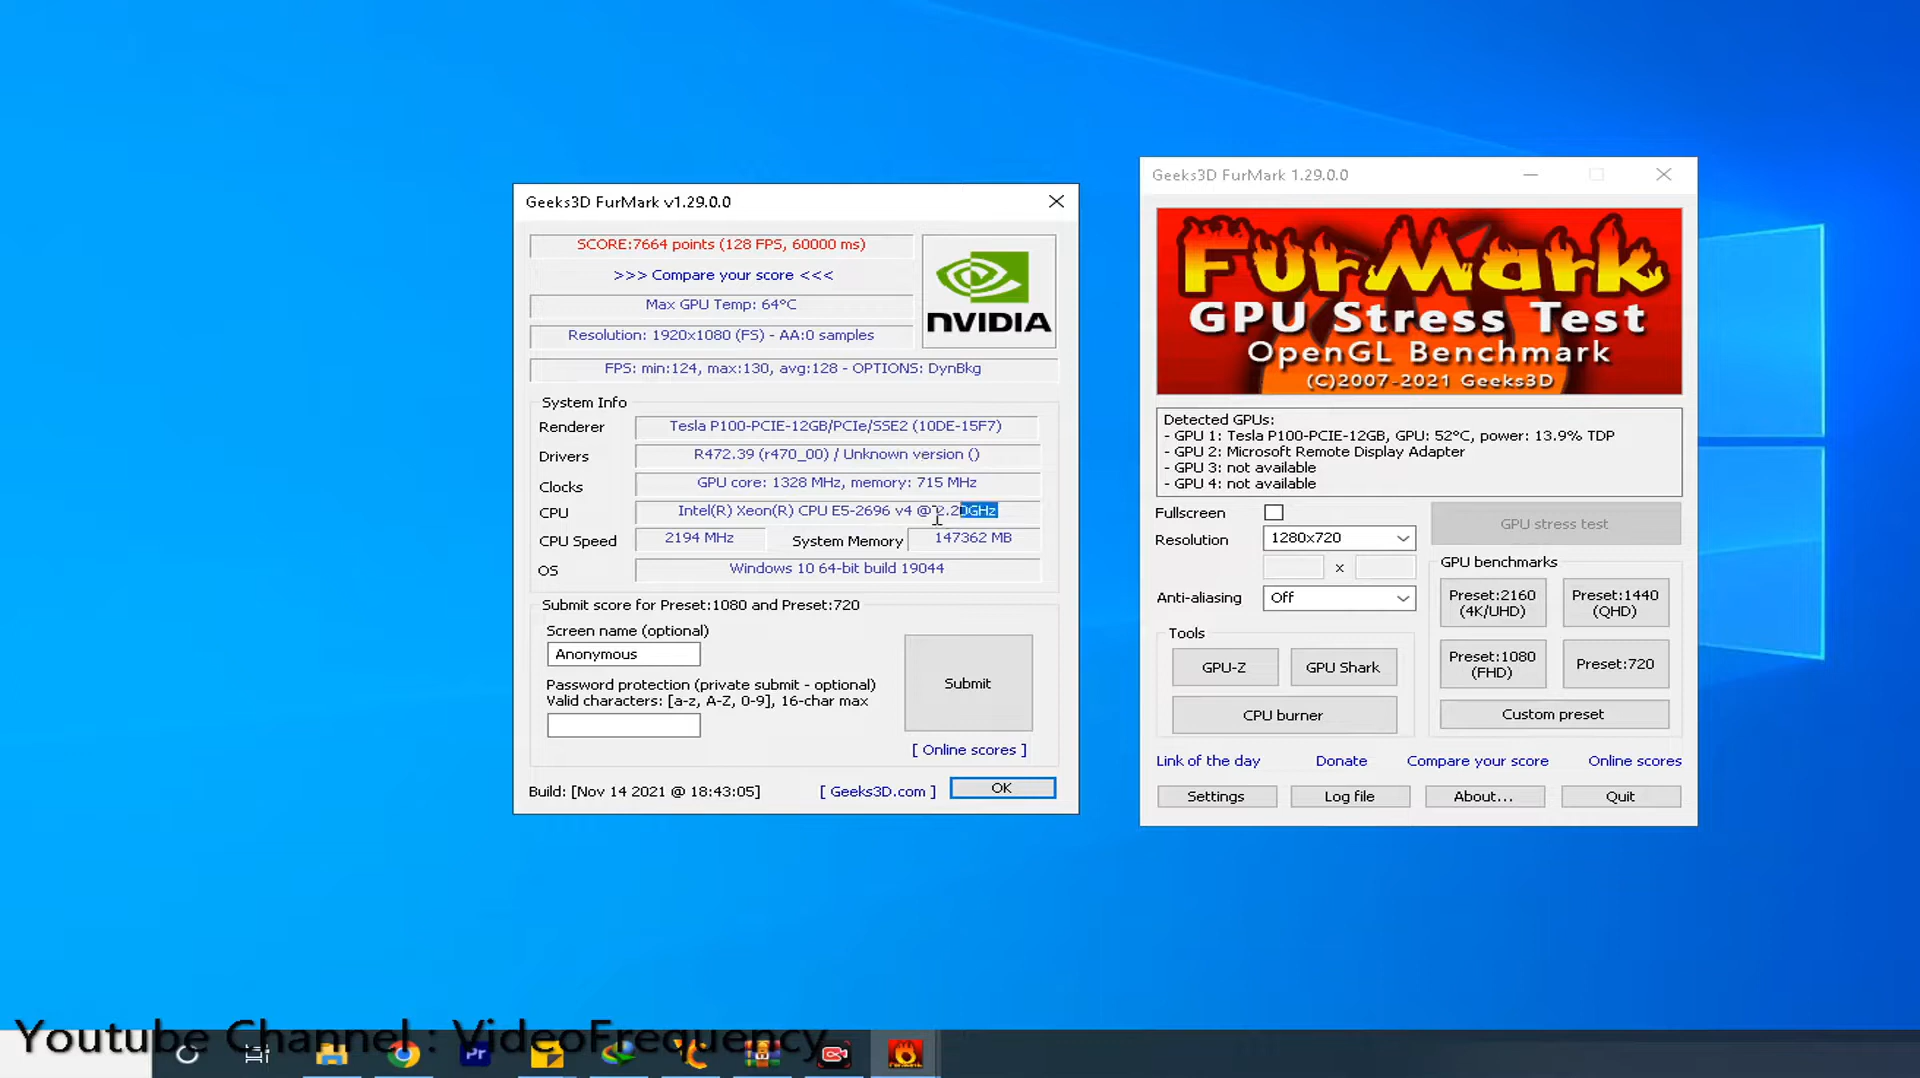 Geeks3D FurMark v1.29.0.0
SCORE:7664 points (128 FPS, 60000 ms)
>>> Compare your score <<<
Max GPU Temp: 64°C
Resolution: 1920x1080 (FS) - AA:0 samples
NVIDIA
FPS: min:124, max:130, avg:128 - OPTIONS: DynBkg
System Info
Renderer
Tesla P100-PCIE-12GB/PCIe/SSE2 (10DE-15F7)
Drivers
R472.39 (r470_00) / Unknown version ()
Clocks
GPU core: 1328 MHz, memory: 715 MHz
CPU
Intel(R) Xeon(R) CPU E5-2696 v4 @ 2.20GHz
CPU Speed
2194 MHz
System Memory
147362 MB
OS
Windows 10 64-bit build 19044
Submit score for Preset:1080 and Preset:720
Screen name (optional)
Anonymous
Password protection (private submit - optional)
Valid characters: [a-z, A-Z, 0-9], 16-char max
Submit
[ Online scores ]
Build: [Nov 14 2021 @ 18:43:05]
[ Geeks3D.com ]
OK
Geeks3D FurMark 1.29.0.0
FurMark
GPU Stress Test
OpenGL Benchmark
(C)2007-2021 Geeks3D
Detected GPUs:
- GPU 1: Tesla P100-PCIE-12GB, GPU: 52°C, power: 13.9% TDP
- GPU 2: Microsoft Remote Display Adapter
- GPU 3: not available
- GPU 4: not available
Fullscreen
GPU stress test
Resolution
1280x720
x
Anti-aliasing
Off
GPU benchmarks
Preset:2160
(4K/UHD)
Preset:1440
(QHD)
Preset:1080
(FHD)
Preset:720
Custom preset
Tools
GPU-Z
GPU Shark
CPU burner
Link of the day
Donate
Compare your score
Online scores
Settings
Log file
About...
Quit
Youtube Channel : VideoFrequency
Pr